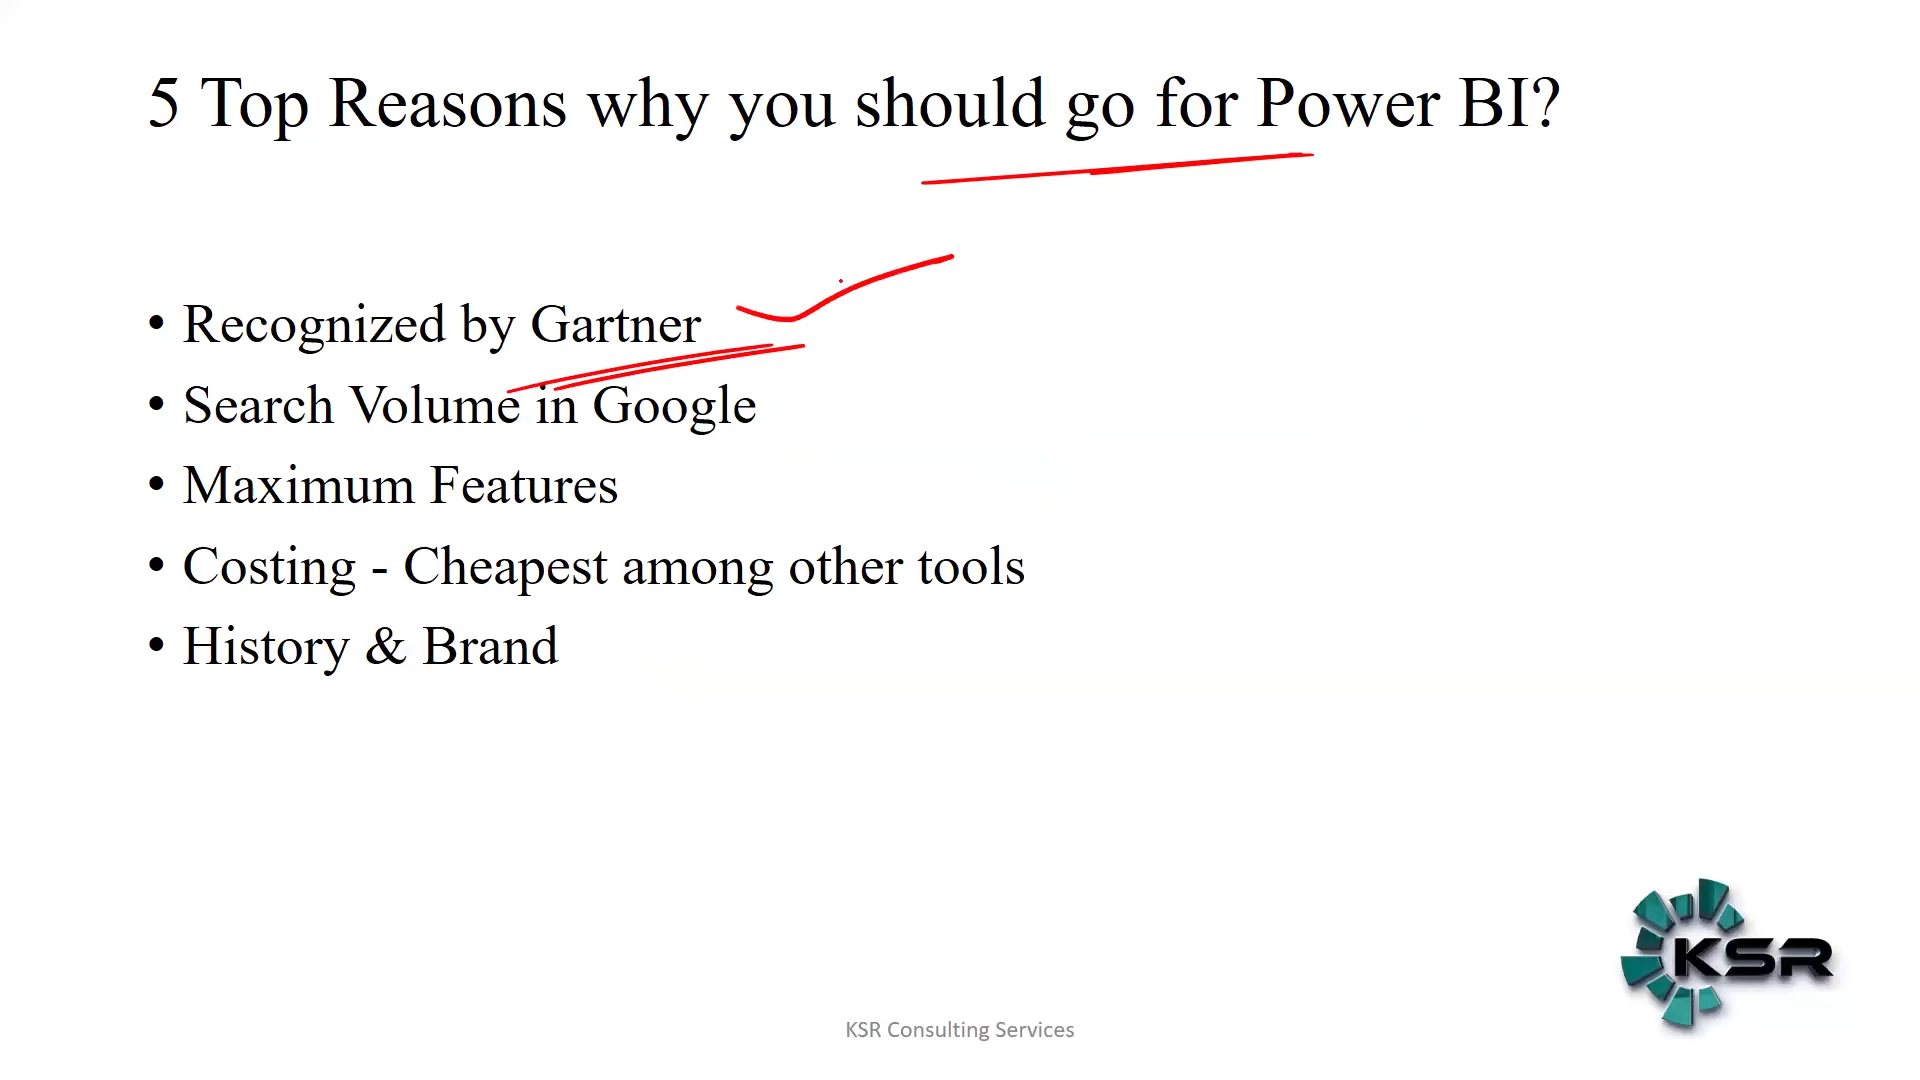 5 Top Reasons why you should go for Power BI?
• Recognized by Gartner
• Search Volume in Google
• Maximum Features
• Costing - Cheapest among other tools
• History & Brand
KSR
KSR Consulting Services